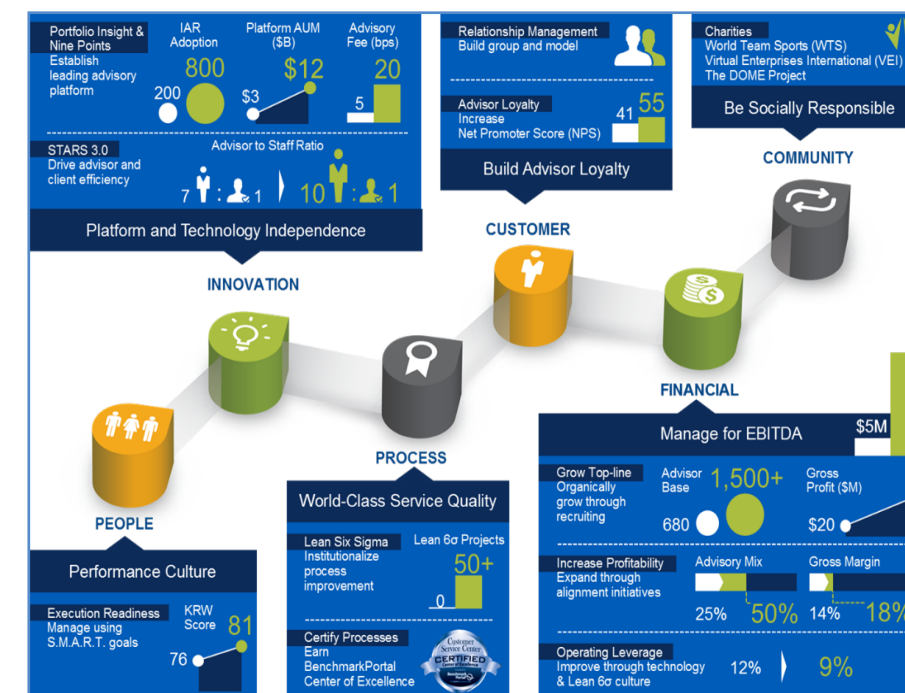 Portfolio Insight &
Nine Points
Establish
leading advisory
platform
IAR
Adoption
200
800
Platform AUM
($B)
$3
$12
Advisory
Fee (bps)
5
20
STARS 3.0
Drive advisor and
client efficiency
Advisor to Staff Ratio
7 : 1
10 : 1
Platform and Technology Independence
INNOVATION
Relationship Management
Build group and model
Advisor Loyalty
Increase
Net Promoter Score (NPS)
41
55
Build Advisor Loyalty
CUSTOMER
Charities
World Team Sports (WTS)
Virtual Enterprises International (VEI)
The DOME Project
Be Socially Responsible
COMMUNITY
PEOPLE
Performance Culture
Execution Readiness
Manage using
S.M.A.R.T. goals
KRW
Score
76
81
PROCESS
World-Class Service Quality
Lean Six Sigma
Institutionalize
process
improvement
Lean 6σ Projects
0
50+
Certify Processes
Earn
BenchmarkPortal
Center of Excellence
Customer
Service Center
CERTIFIED
FINANCIAL
Manage for EBITDA
$5M
Grow Top-line
Organically
grow through
recruiting
Advisor
Base
680
1,500+
Gross
Profit ($M)
$20
Increase Profitability
Expand through
alignment initiatives
Advisory Mix
25%
50%
Gross Margin
14%
18%
Operating Leverage
Improve through technology
& Lean 6σ culture
12%
9%